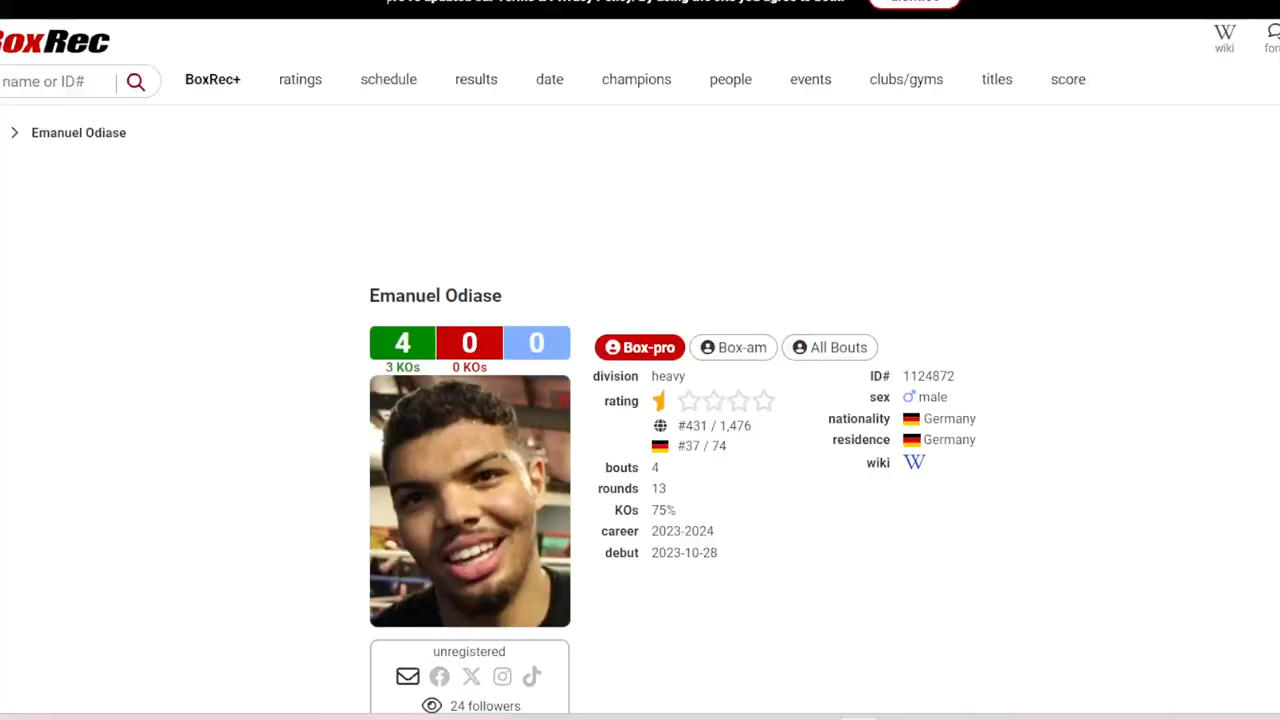 BoxRec
wiki
name or ID#
BoxRec+
ratings
schedule
results
date
champions
people
events
clubs/gyms
titles
score
Emanuel Odiase
Emanuel Odiase
4 0 0
3 KOs 0 KOs
Box-pro Box-am All Bouts
division heavy
rating
#431 / 1,476
#37 / 74
bouts 4
rounds 13
KOs 75%
career 2023-2024
debut 2023-10-28
ID# 1124872
sex male
nationality Germany
residence Germany
wiki W
unregistered
24 followers